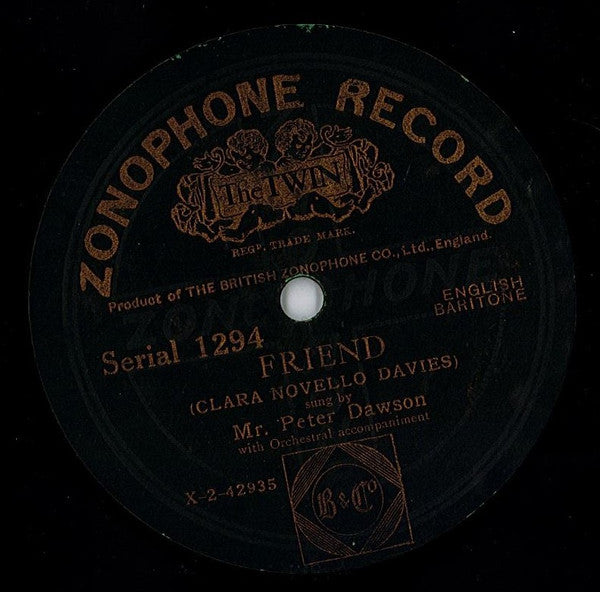 ZONOPHONE RECORD
The TWIN
REGD. TRADE MARK.
Product of THE BRITISH ZONOPHONE CO., Ltd., England.
ZONOPHONE
ENGLISH
BARITONE
Serial 1294
FRIEND
(CLARA NOVELLO DAVIES)
sung by
Mr. Peter Dawson
with Orchestral accompaniment
X-2-42935
B & Co